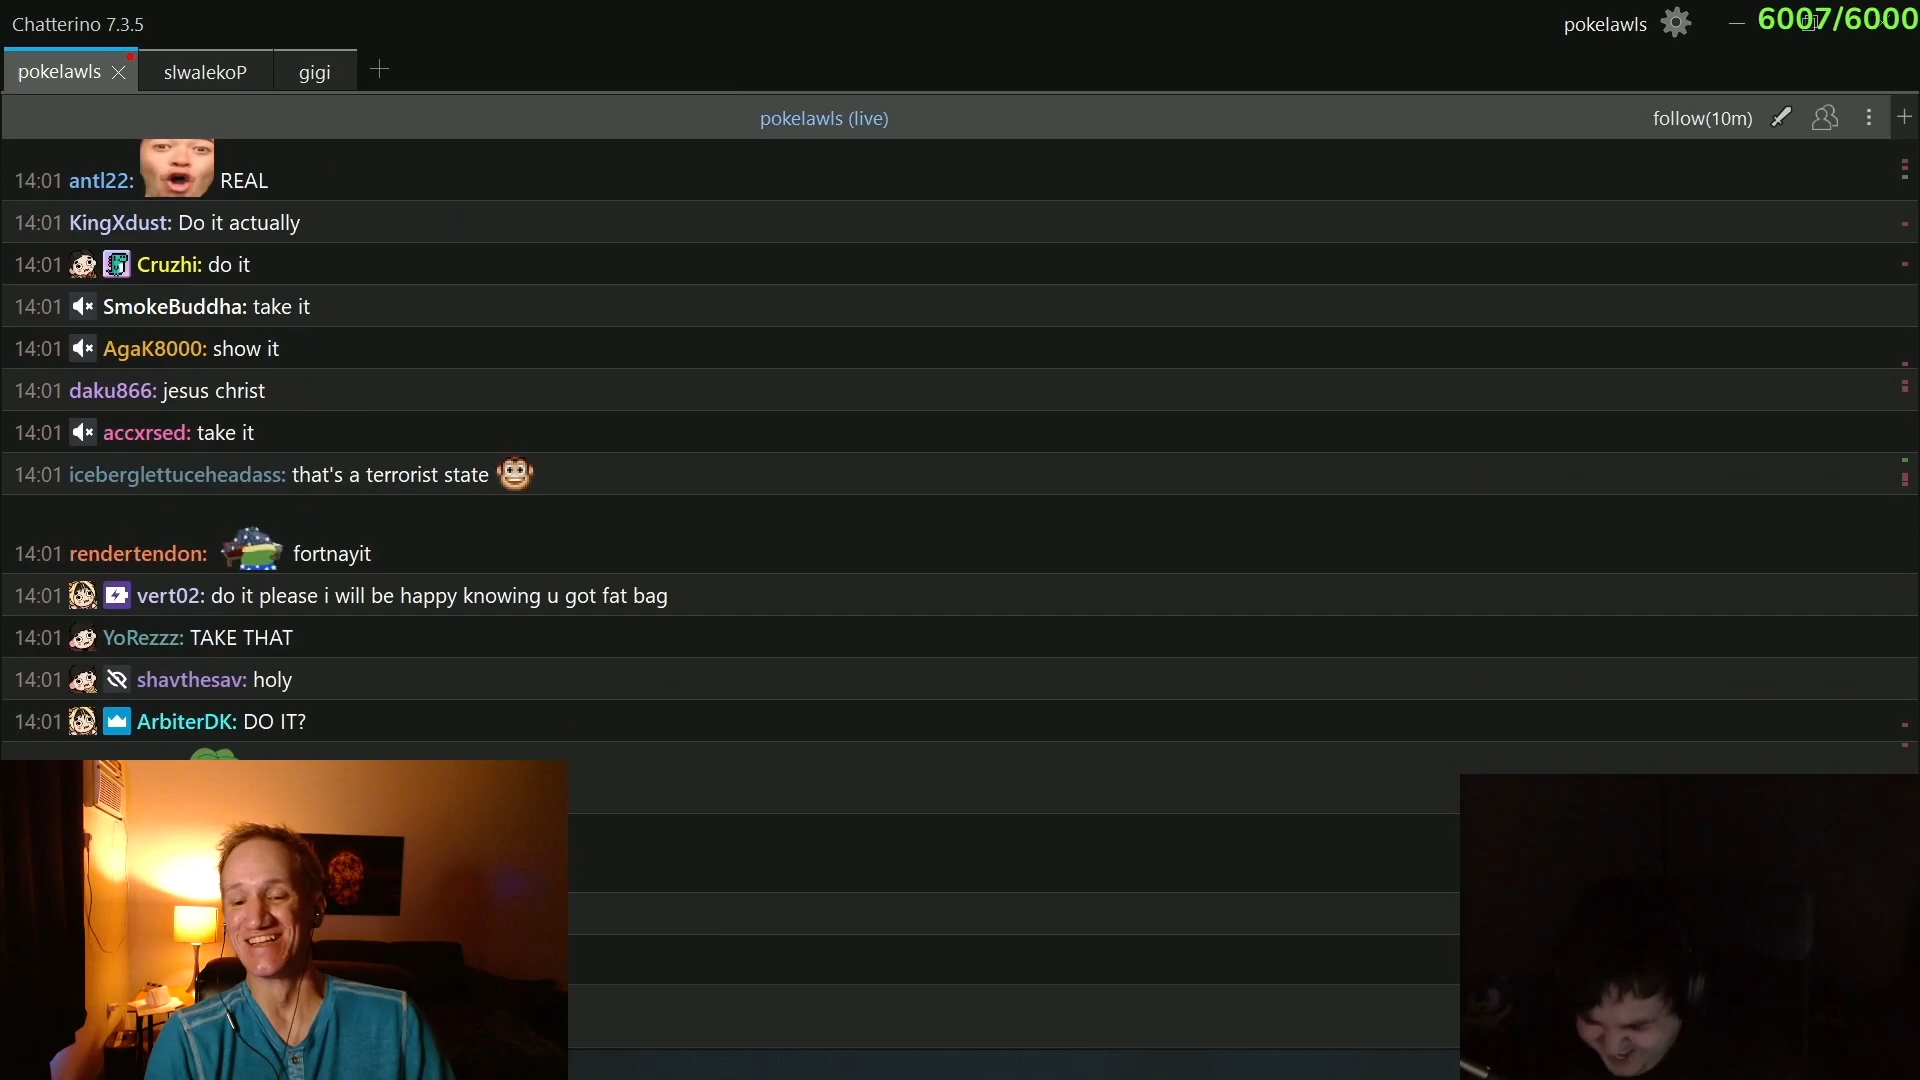 Chatterino 7.3.5
pokelawls
6007/6000
pokelawls
slwalekoP
gigi
pokelawls (live)
follow(10m)
14:01 antl22: REAL
14:01 KingXdust: Do it actually
14:01 Cruzhi: do it
14:01 SmokeBuddha: take it
14:01 AgaK8000: show it
14:01 daku866: jesus christ
14:01 accxrsed: take it
14:01 iceberglettuceheadass: that's a terrorist state
14:01 rendertendon: fortnayit
14:01 vert02: do it please i will be happy knowing u got fat bag
14:01 YoRezzz: TAKE THAT
14:01 shavthesav: holy
14:01 ArbiterDK: DO IT?